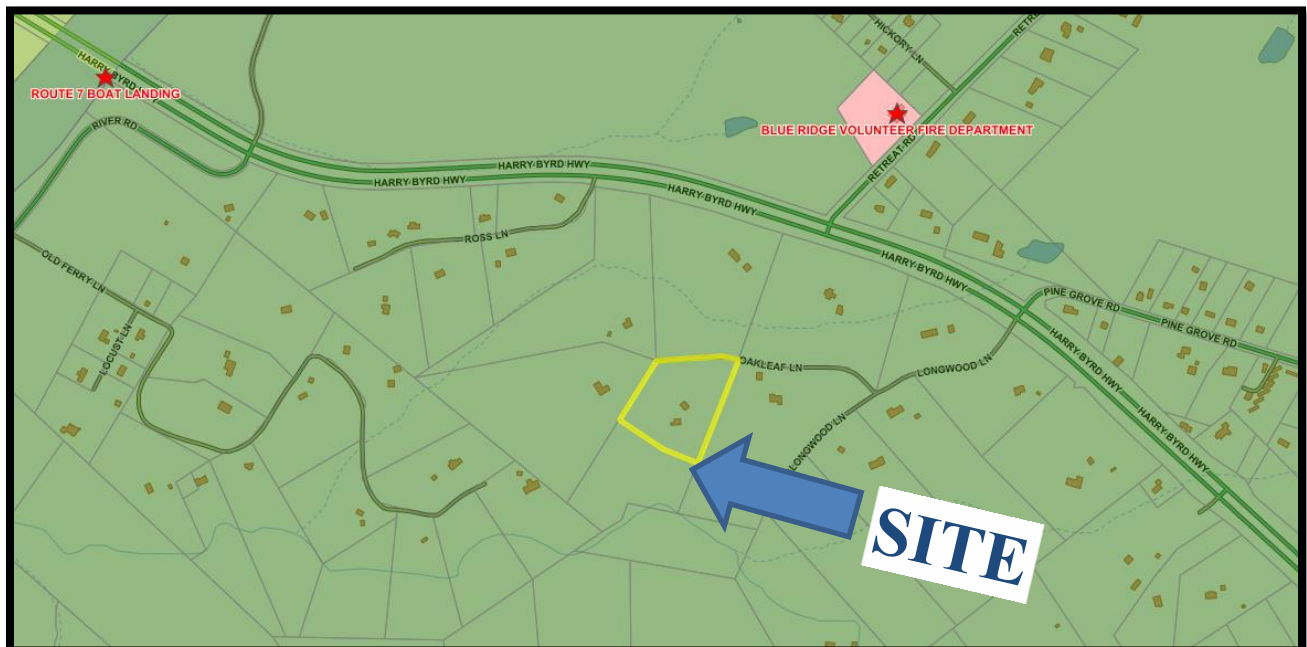 HICKORY LN
RETRE
HARRY BYRD H
ROUTE 7 BOAT LANDING
RIVER RD
BLUE RIDGE VOLUNTEER FIRE DEPARTMENT
RETREAT RD
HARRY BYRD HWY
HARRY BYRD HWY
HARRY BYRD HWY
ROSS LN
HARRY BYRD HWY
OLD FERRY LN
PINE GROVE RD
PINE GROVE RD
LOCUST LN
HARRY BYRD HWY
OAKLEAF LN
LONGWOOD LN
LONGWOOD LN
HARRY BYRD HWY
SITE